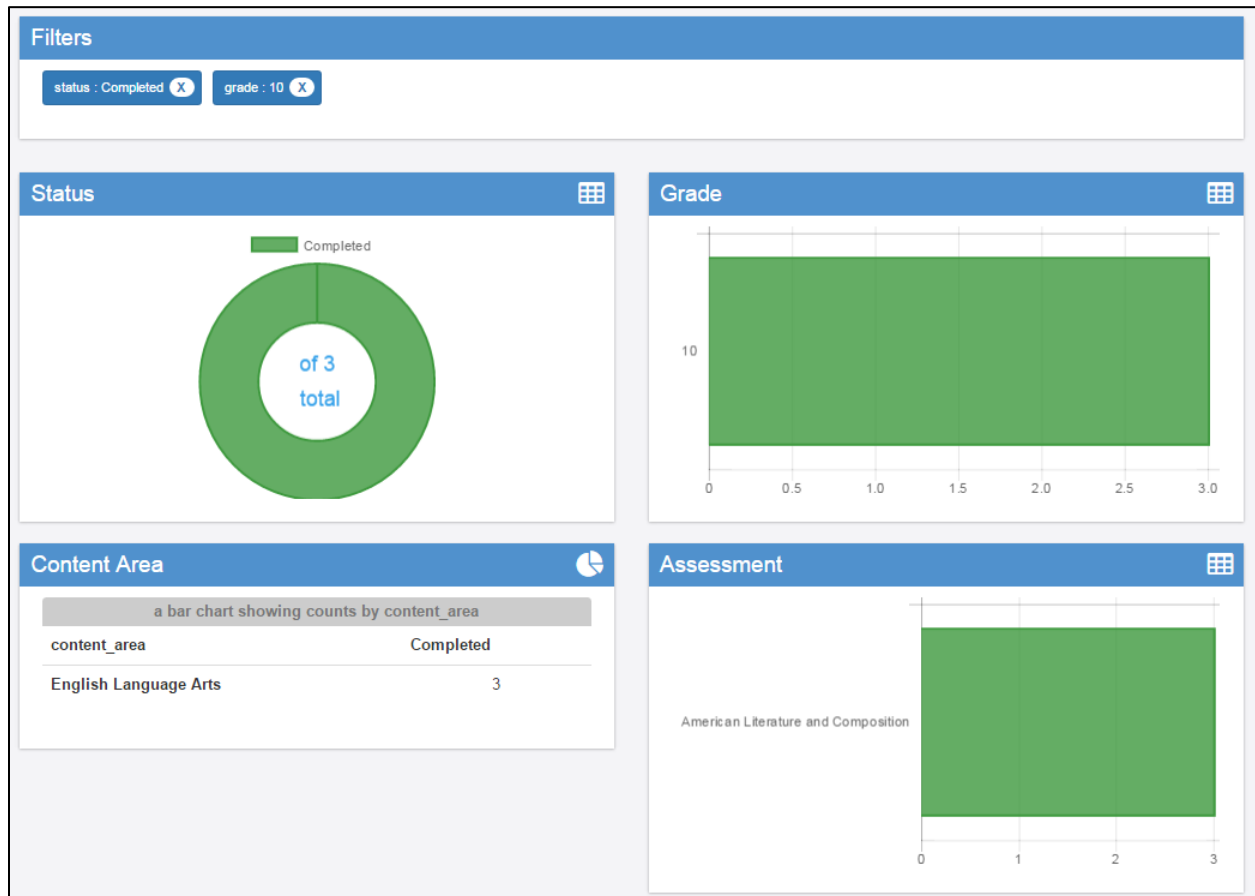 Filters
status : Completed X grade : 10 X
Status
Completed
of 3
total
Grade
10
0 0.5 1.0 1.5 2.0 2.5 3.0
Content Area
a bar chart showing counts by content_area
content_area Completed
English Language Arts 3
Assessment
American Literature and Composition
0 1 2 3